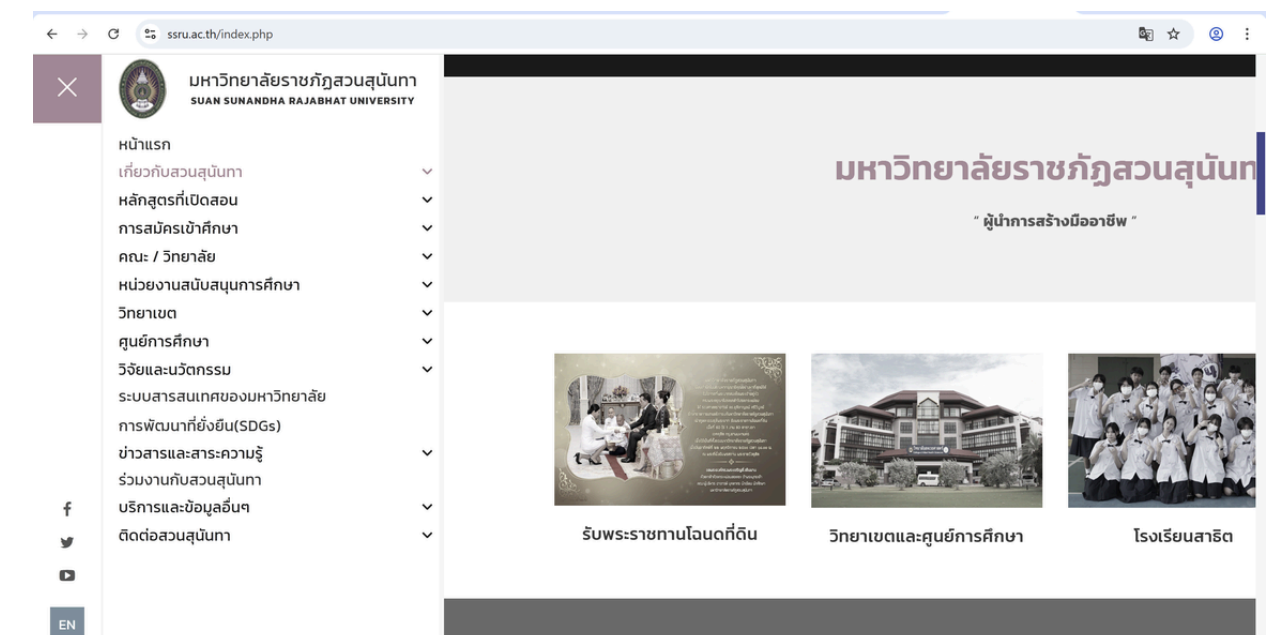 ssru.ac.th/index.php
มหาวิทยาลัยราชภัฏสวนสุนันทา
SUAN SUNANDHA RAJABHAT UNIVERSITY
หน้าแรก
เกี่ยวกับสวนสุนันทา
หลักสูตรที่เปิดสอน
การสมัครเข้าศึกษา
คณะ / วิทยาลัย
หน่วยงานสนับสนุนการศึกษา
วิทยาเขต
ศูนย์การศึกษา
วิจัยและนวัตกรรม
ระบบสารสนเทศของมหาวิทยาลัย
การพัฒนาที่ยั่งยืน(SDGs)
ข่าวสารและสาระความรู้
ร่วมงานกับสวนสุนันทา
บริการและข้อมูลอื่นๆ
ติดต่อสวนสุนันทา
EN
มหาวิทยาลัยราชภัฏสวนสุนันท
“ ผู้นำการสร้างมืออาชีพ ”
รับพระราชทานโฉนดที่ดิน
วิทยาเขตและศูนย์การศึกษา
โรงเรียนสาธิต